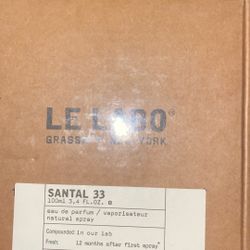 LE LABO®
GRASSE - NEW YORK
SANTAL 33
100ml 3,4 fl.oz. e
eau de parfum / vaporisateur
natural spray
Compounded in our lab
Fresh: 12 months after first spray*